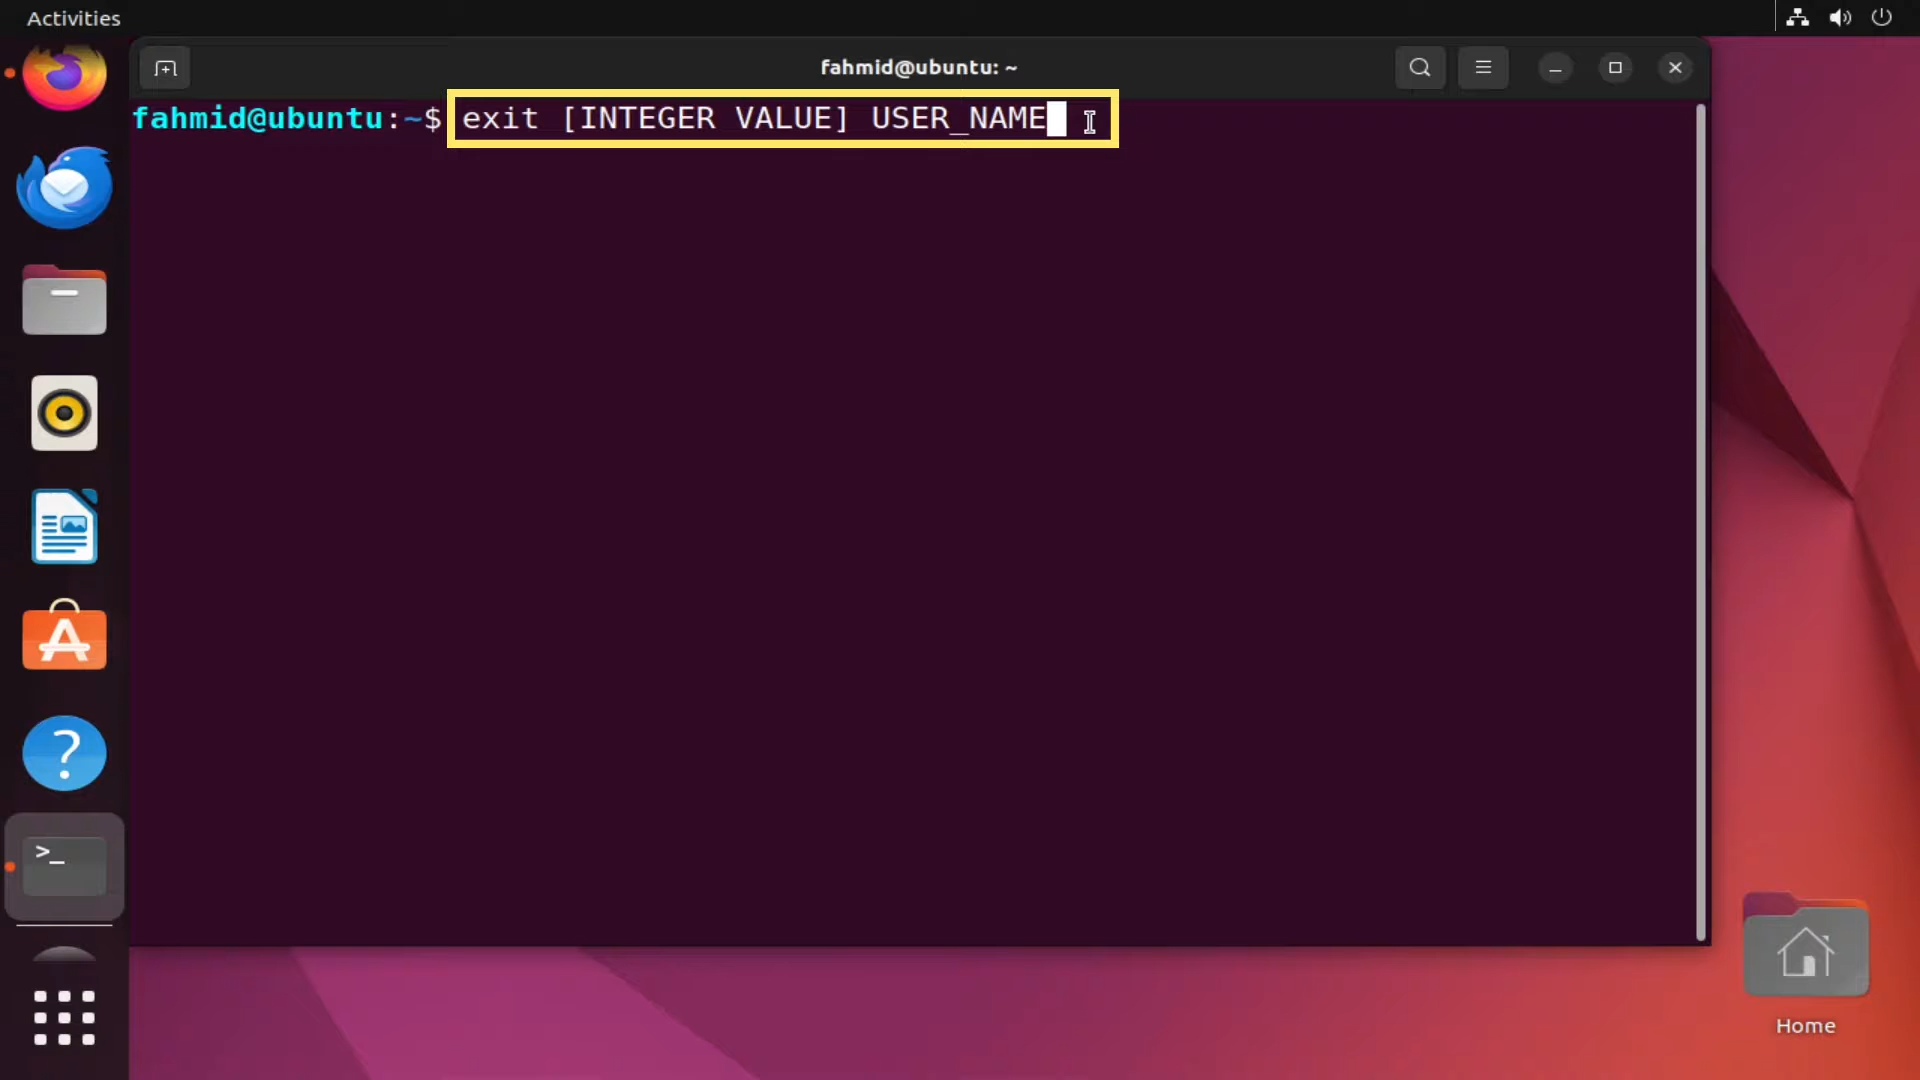 Activities
fahmid@ubuntu: ~
fahmid@ubuntu:~$ exit [INTEGER VALUE] USER_NAME
Home